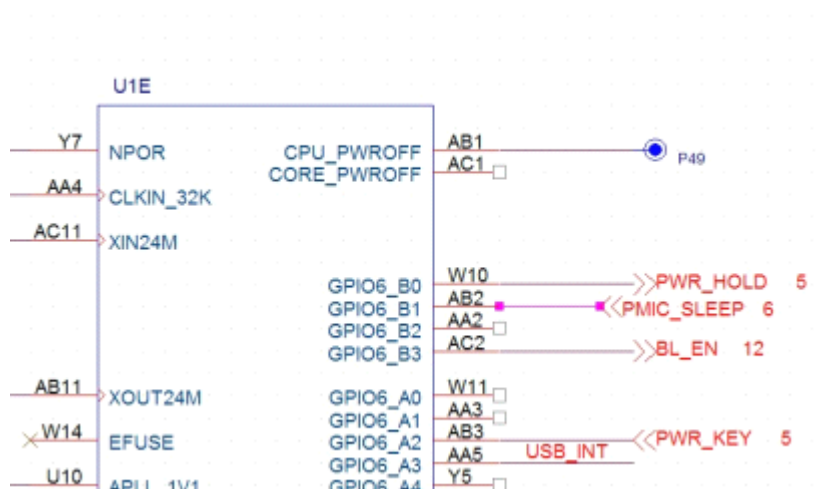 U1E
Y7 NPOR CPU_PWROFF AB1 P49
CORE_PWROFF AC1
AA4 CLKIN_32K
AC11 XIN24M
GPIO6_B0 W10 PWR_HOLD 5
GPIO6_B1 AB2 PMIC_SLEEP 6
GPIO6_B2 AA2
GPIO6_B3 AC2 BL_EN 12
AB11 XOUT24M GPIO6_A0 W11
GPIO6_A1 AA3
W14 EFUSE GPIO6_A2 AB3 PWR_KEY 5
GPIO6_A3 AA5 USB_INT
U10 APLL_1V1 GPIO6_A4 Y5